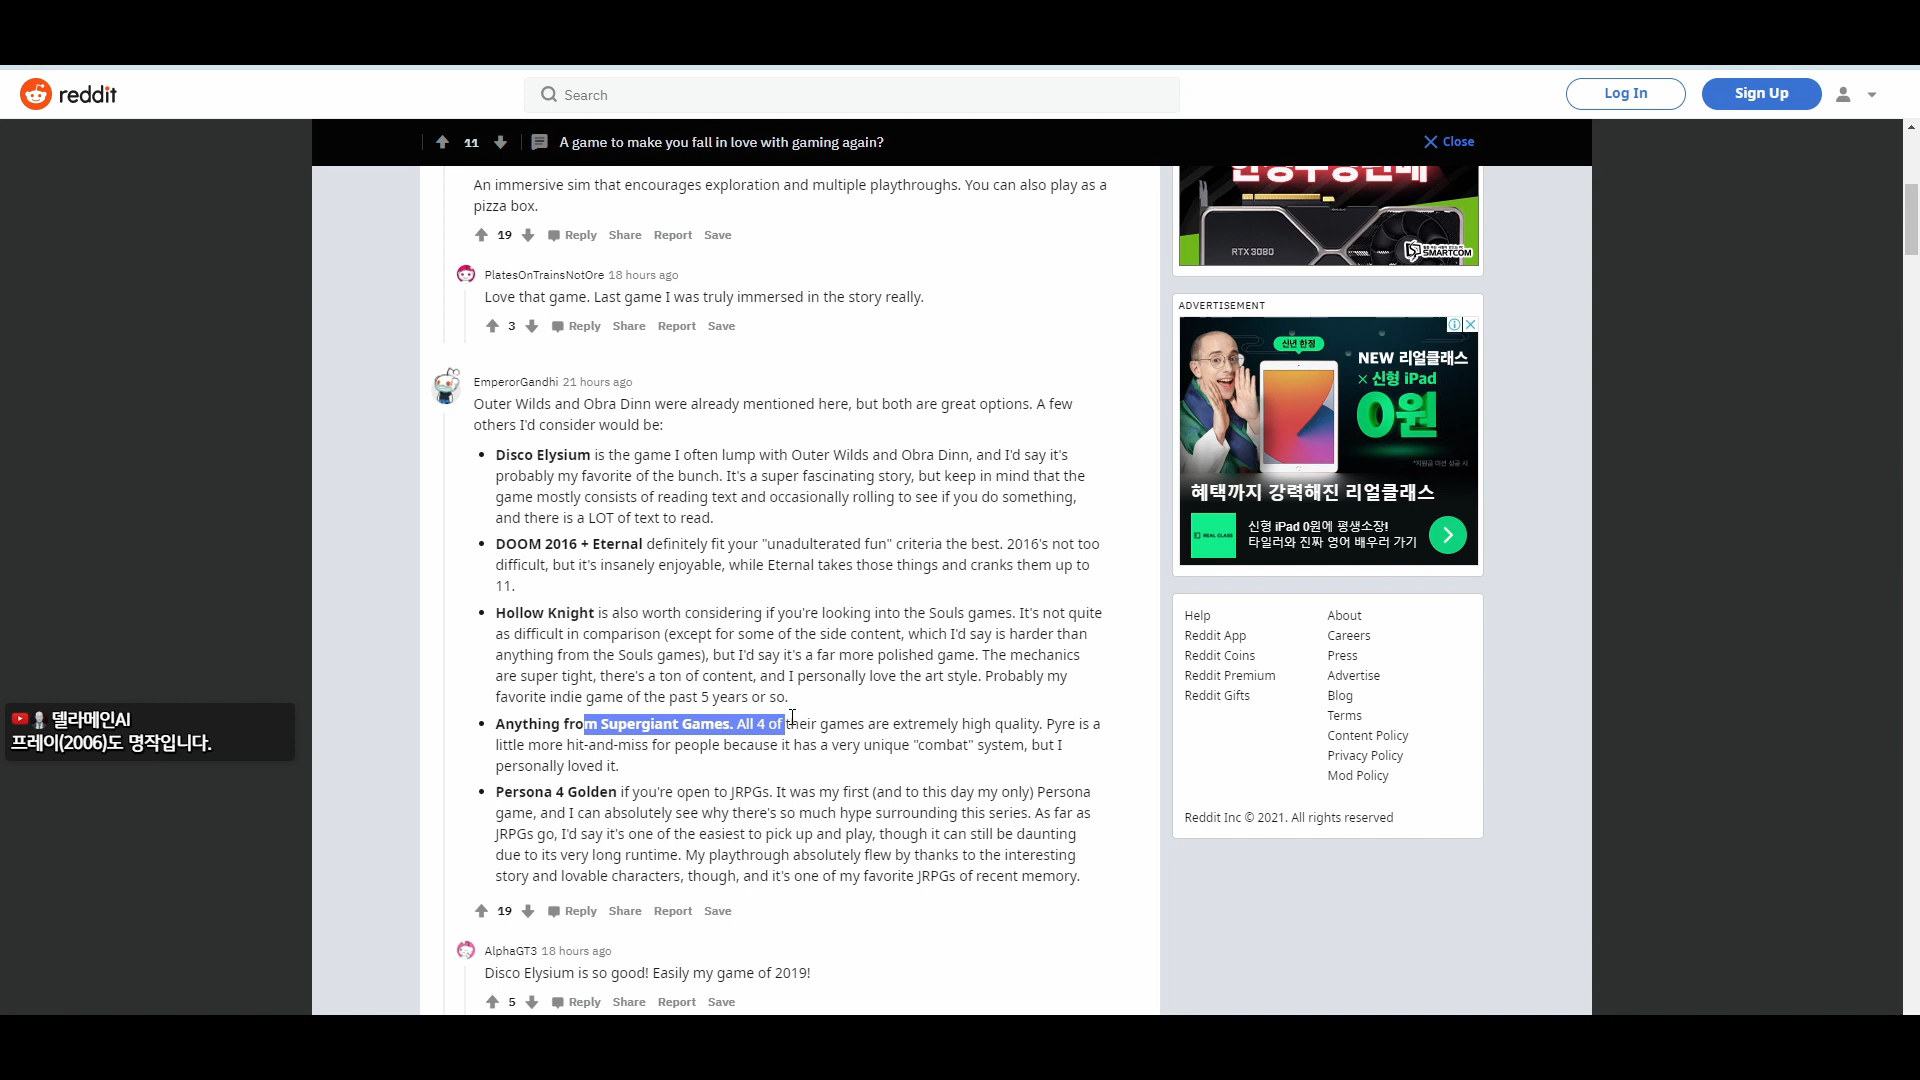 reddit
Search
Log In
Sign Up
11
A game to make you fall in love with gaming again?
Close
An immersive sim that encourages exploration and multiple playthroughs. You can also play as a
pizza box.
19 Reply Share Report Save
PlatesOnTrainsNotOre 18 hours ago
Love that game. Last game I was truly immersed in the story really.
3 Reply Share Report Save
EmperorGandhi 21 hours ago
Outer Wilds and Obra Dinn were already mentioned here, but both are great options. A few
others I'd consider would be:
• Disco Elysium is the game I often lump with Outer Wilds and Obra Dinn, and I'd say it's
probably my favorite of the bunch. It's a super fascinating story, but keep in mind that the
game mostly consists of reading text and occasionally rolling to see if you do something,
and there is a LOT of text to read.
• DOOM 2016 + Eternal definitely fit your "unadulterated fun" criteria the best. 2016's not too
difficult, but it's insanely enjoyable, while Eternal takes those things and cranks them up to
11.
• Hollow Knight is also worth considering if you're looking into the Souls games. It's not quite
as difficult in comparison (except for some of the side content, which I'd say is harder than
anything from the Souls games), but I'd say it's a far more polished game. The mechanics
are super tight, there's a ton of content, and I personally love the art style. Probably my
favorite indie game of the past 5 years or so.
• Anything from Supergiant Games. All 4 of their games are extremely high quality. Pyre is a
little more hit-and-miss for people because it has a very unique "combat" system, but I
personally loved it.
• Persona 4 Golden if you're open to JRPGs. It was my first (and to this day my only) Persona
game, and I can absolutely see why there's so much hype surrounding this series. As far as
JRPGs go, I'd say it's one of the easiest to pick up and play, though it can still be daunting
due to its very long runtime. My playthrough absolutely flew by thanks to the interesting
story and lovable characters, though, and it's one of my favorite JRPGs of recent memory.
19 Reply Share Report Save
AlphaGT3 18 hours ago
Disco Elysium is so good! Easily my game of 2019!
5 Reply Share Report Save
델라메인AI
프레이(2006)도 명작입니다.
RTX 3080
SMARTCOM
ADVERTISEMENT
신년 한정
NEW 리얼클래스
× 신형 iPad
0원
*지원금 미션 성공 시
혜택까지 강력해진 리얼클래스
REAL CLASS
신형 iPad 0원에 평생소장!
타일러와 진짜 영어 배우러 가기
Help
About
Reddit App
Careers
Reddit Coins
Press
Reddit Premium
Advertise
Reddit Gifts
Blog
Terms
Content Policy
Privacy Policy
Mod Policy
Reddit Inc © 2021. All rights reserved